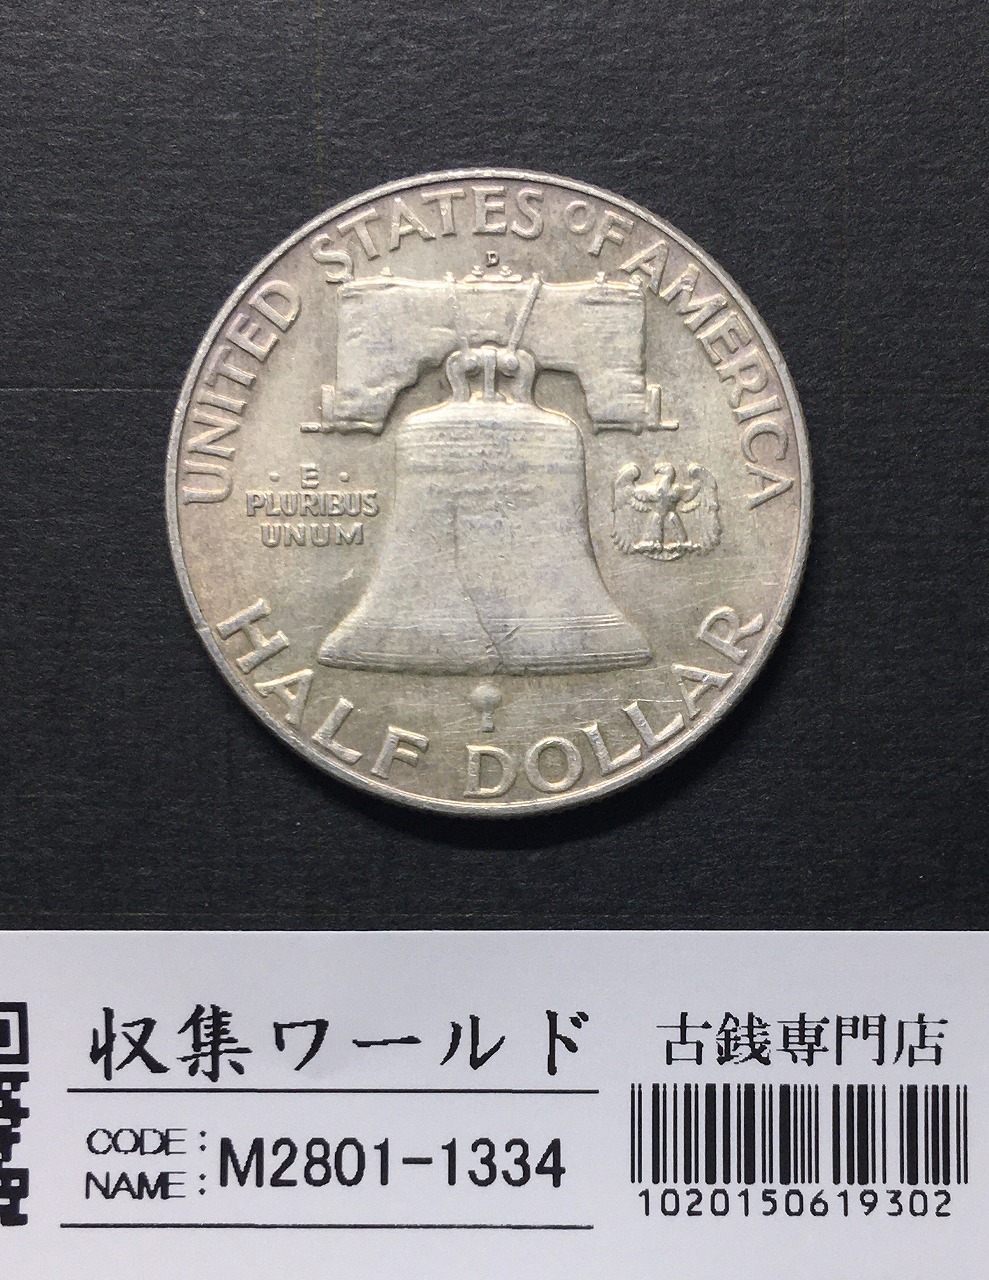 UNITED STATES OF AMERICA
D
· E ·
PLURIBUS
UNUM
HALF DOLLAR
収集ワールド
古銭専門店
CODE:
NAME:
M2801-1334
1020150619302